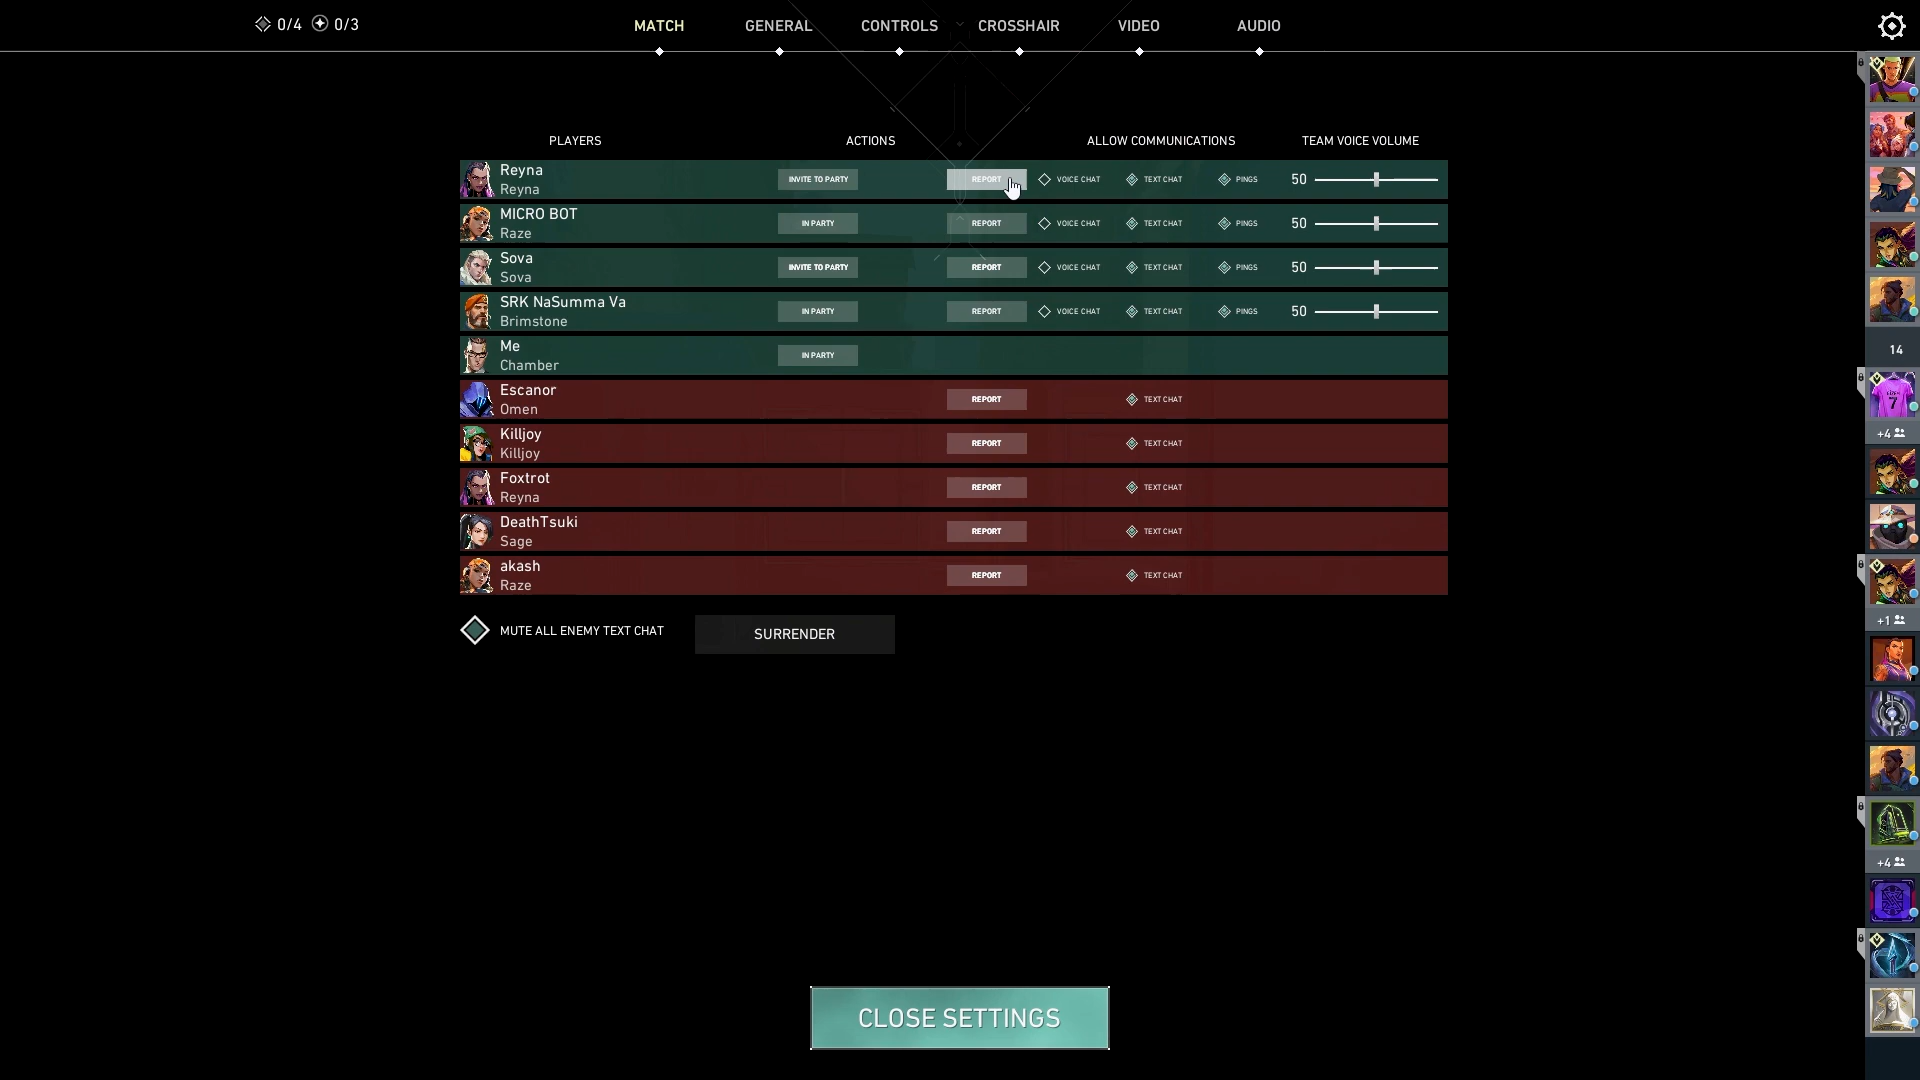 0/4 0/3 MATCH GENERAL CONTROLS CROSSHAIR VIDEO AUDIO
PLAYERS ACTIONS ALLOW COMMUNICATIONS TEAM VOICE VOLUME
Reyna
Reyna
INVITE TO PARTY REPORT VOICE CHAT TEXT CHAT PINGS 50
MICRO BOT
Raze
IN PARTY REPORT VOICE CHAT TEXT CHAT PINGS 50
Sova
Sova
INVITE TO PARTY REPORT VOICE CHAT TEXT CHAT PINGS 50
SRK NaSumma Va
Brimstone
IN PARTY REPORT VOICE CHAT TEXT CHAT PINGS 50
Me
Chamber
IN PARTY
Escanor
Omen
REPORT TEXT CHAT
Killjoy
Killjoy
REPORT TEXT CHAT
Foxtrot
Reyna
REPORT TEXT CHAT
DeathTsuki
Sage
REPORT TEXT CHAT
akash
Raze
REPORT TEXT CHAT
MUTE ALL ENEMY TEXT CHAT SURRENDER
CLOSE SETTINGS
14
7
+4
+1
+4